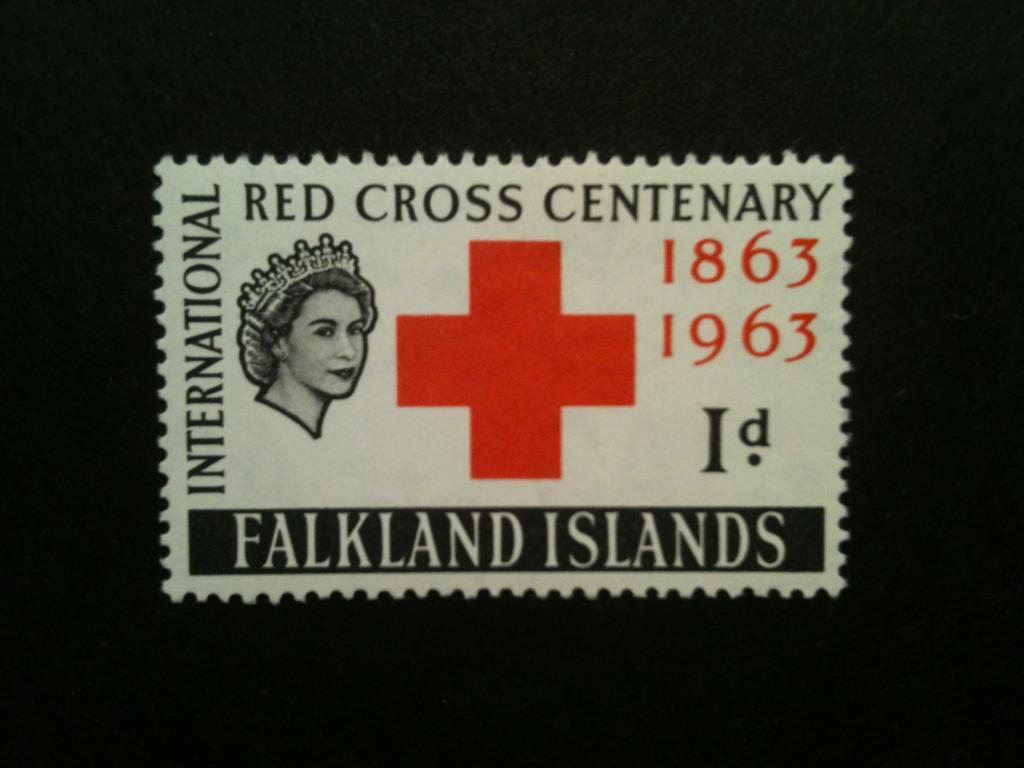 INTERNATIONAL
RED CROSS CENTENARY
1863
1963
1d
FALKLAND ISLANDS